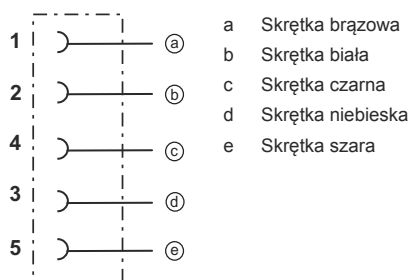 1 a
2 b
4 c
3 d
5 e
a Skrętka brązowa
b Skrętka biała
c Skrętka czarna
d Skrętka niebieska
e Skrętka szara